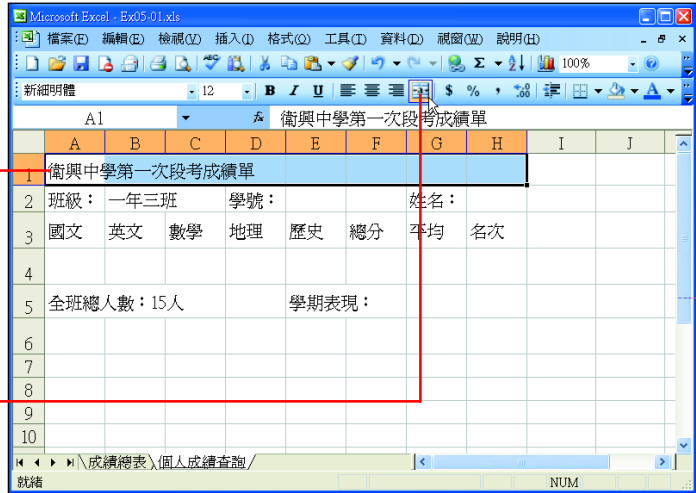 Microsoft Excel - Ex05-01.xls
檔案(F) 編輯(E) 檢視(V) 插入(I) 格式(O) 工具(T) 資料(D) 視窗(W) 說明(H)
100%
新細明體 12 B I U $ % ,
A1 fx 衞興中學第一次段考成績單
A B C D E F G H I J
1 衞興中學第一次段考成績單
2 班級： 一年三班 學號： 姓名：
3 國文 英文 數學 地理 歷史 總分 平均 名次
4
5 全班總人數：15人 學期表現：
6
7
8
9
10
成績總表 個人成績查詢
就緒 NUM